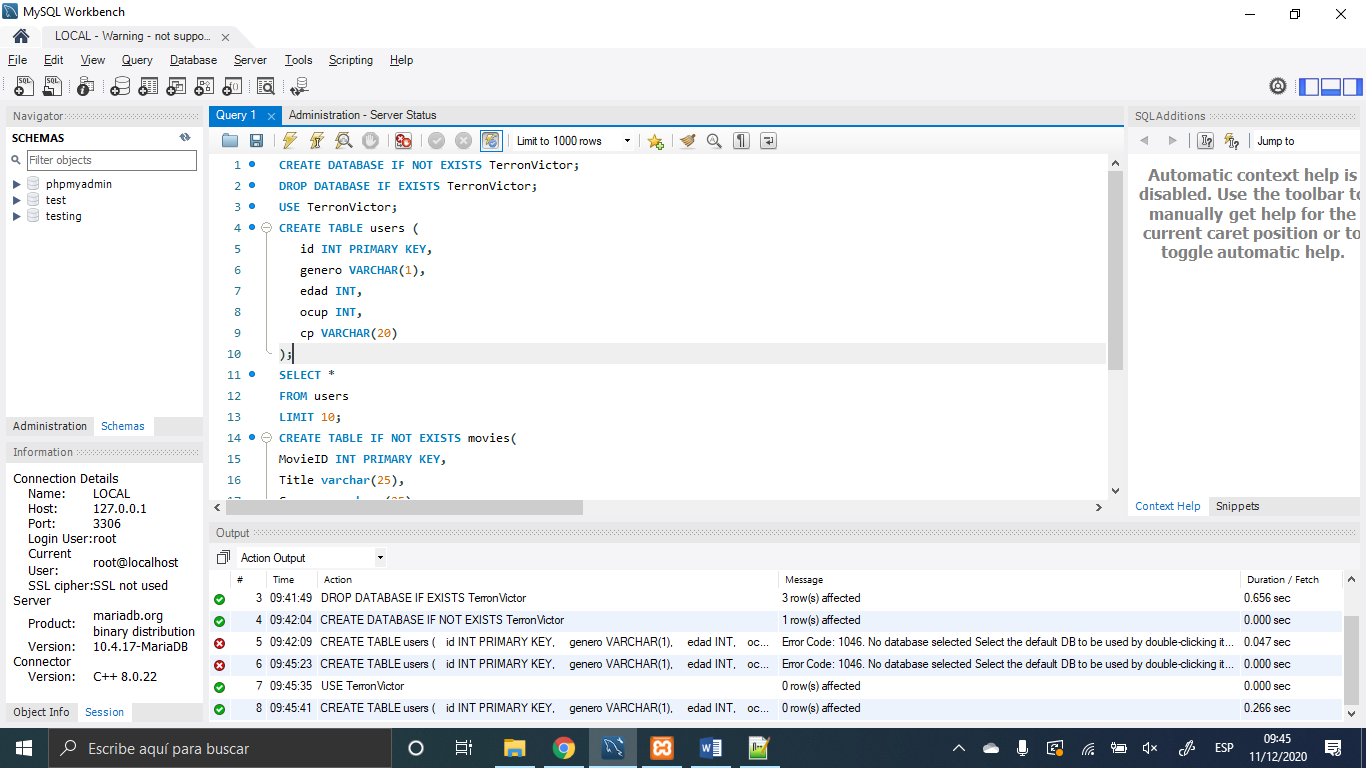 MySQL Workbench
LOCAL - Warning - not suppo...
File Edit View Query Database Server Tools Scripting Help
Navigator
SCHEMAS
Filter objects
phpmyadmin
test
testing
Administration Schemas
Information
Connection Details
Name: LOCAL
Host: 127.0.0.1
Port: 3306
Login User:root
Current User: root@localhost
SSL cipher:SSL not used
Server
Product: mariadb.org binary distribution
Version: 10.4.17-MariaDB
Connector
Version: C++ 8.0.22
Object Info Session
Query 1 Administration - Server Status
Limit to 1000 rows
1 CREATE DATABASE IF NOT EXISTS TerronVictor;
2 DROP DATABASE IF EXISTS TerronVictor;
3 USE TerronVictor;
4 CREATE TABLE users (
5 id INT PRIMARY KEY,
6 genero VARCHAR(1),
7 edad INT,
8 ocup INT,
9 cp VARCHAR(20)
10 );
11 SELECT *
12 FROM users
13 LIMIT 10;
14 CREATE TABLE IF NOT EXISTS movies(
15 MovieID INT PRIMARY KEY,
16 Title varchar(25),
SQLAdditions
Jump to
Automatic context help is
disabled. Use the toolbar to
manually get help for the
current caret position or to
toggle automatic help.
Context Help Snippets
Output
Action Output
# Time Action Message Duration / Fetch
3 09:41:49 DROP DATABASE IF EXISTS TerronVictor 3 row(s) affected 0.656 sec
4 09:42:04 CREATE DATABASE IF NOT EXISTS TerronVictor 1 row(s) affected 0.000 sec
5 09:42:09 CREATE TABLE users ( id INT PRIMARY KEY, genero VARCHAR(1), edad INT, oc... Error Code: 1046. No database selected Select the default DB to be used by double-clicking it... 0.047 sec
6 09:45:23 CREATE TABLE users ( id INT PRIMARY KEY, genero VARCHAR(1), edad INT, oc... Error Code: 1046. No database selected Select the default DB to be used by double-clicking it... 0.000 sec
7 09:45:35 USE TerronVictor 0 row(s) affected 0.000 sec
8 09:45:41 CREATE TABLE users ( id INT PRIMARY KEY, genero VARCHAR(1), edad INT, oc... 0 row(s) affected 0.266 sec
Escribe aquí para buscar
ESP
09:45
11/12/2020